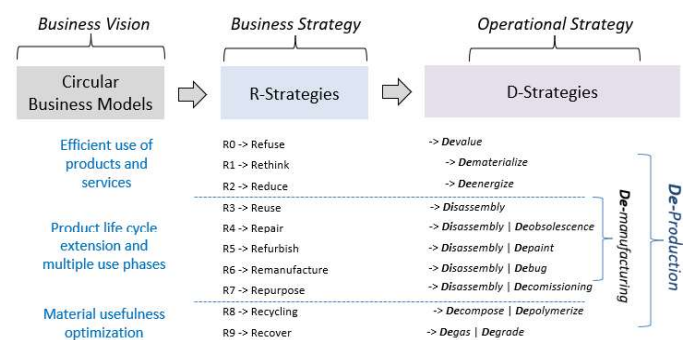 Business Vision
Business Strategy
Operational Strategy
Circular
Business Models
R-Strategies
D-Strategies
Efficient use of
products and
services
R0 -> Refuse
-> Devalue
R1 -> Rethink
-> Dematerialize
R2 -> Reduce
-> Deenergize
Product life cycle
extension and
multiple use phases
R3 -> Reuse
-> Disassembly
R4 -> Repair
-> Disassembly | Deobsolescence
R5 -> Refurbish
-> Disassembly | Depaint
R6 -> Remanufacture
-> Disassembly | Debug
R7 -> Repurpose
-> Disassembly | Decomissioning
Material usefulness
optimization
R8 -> Recycling
-> Decompose | Depolymerize
R9 -> Recover
-> Degas | Degrade
De-manufacturing
De-Production